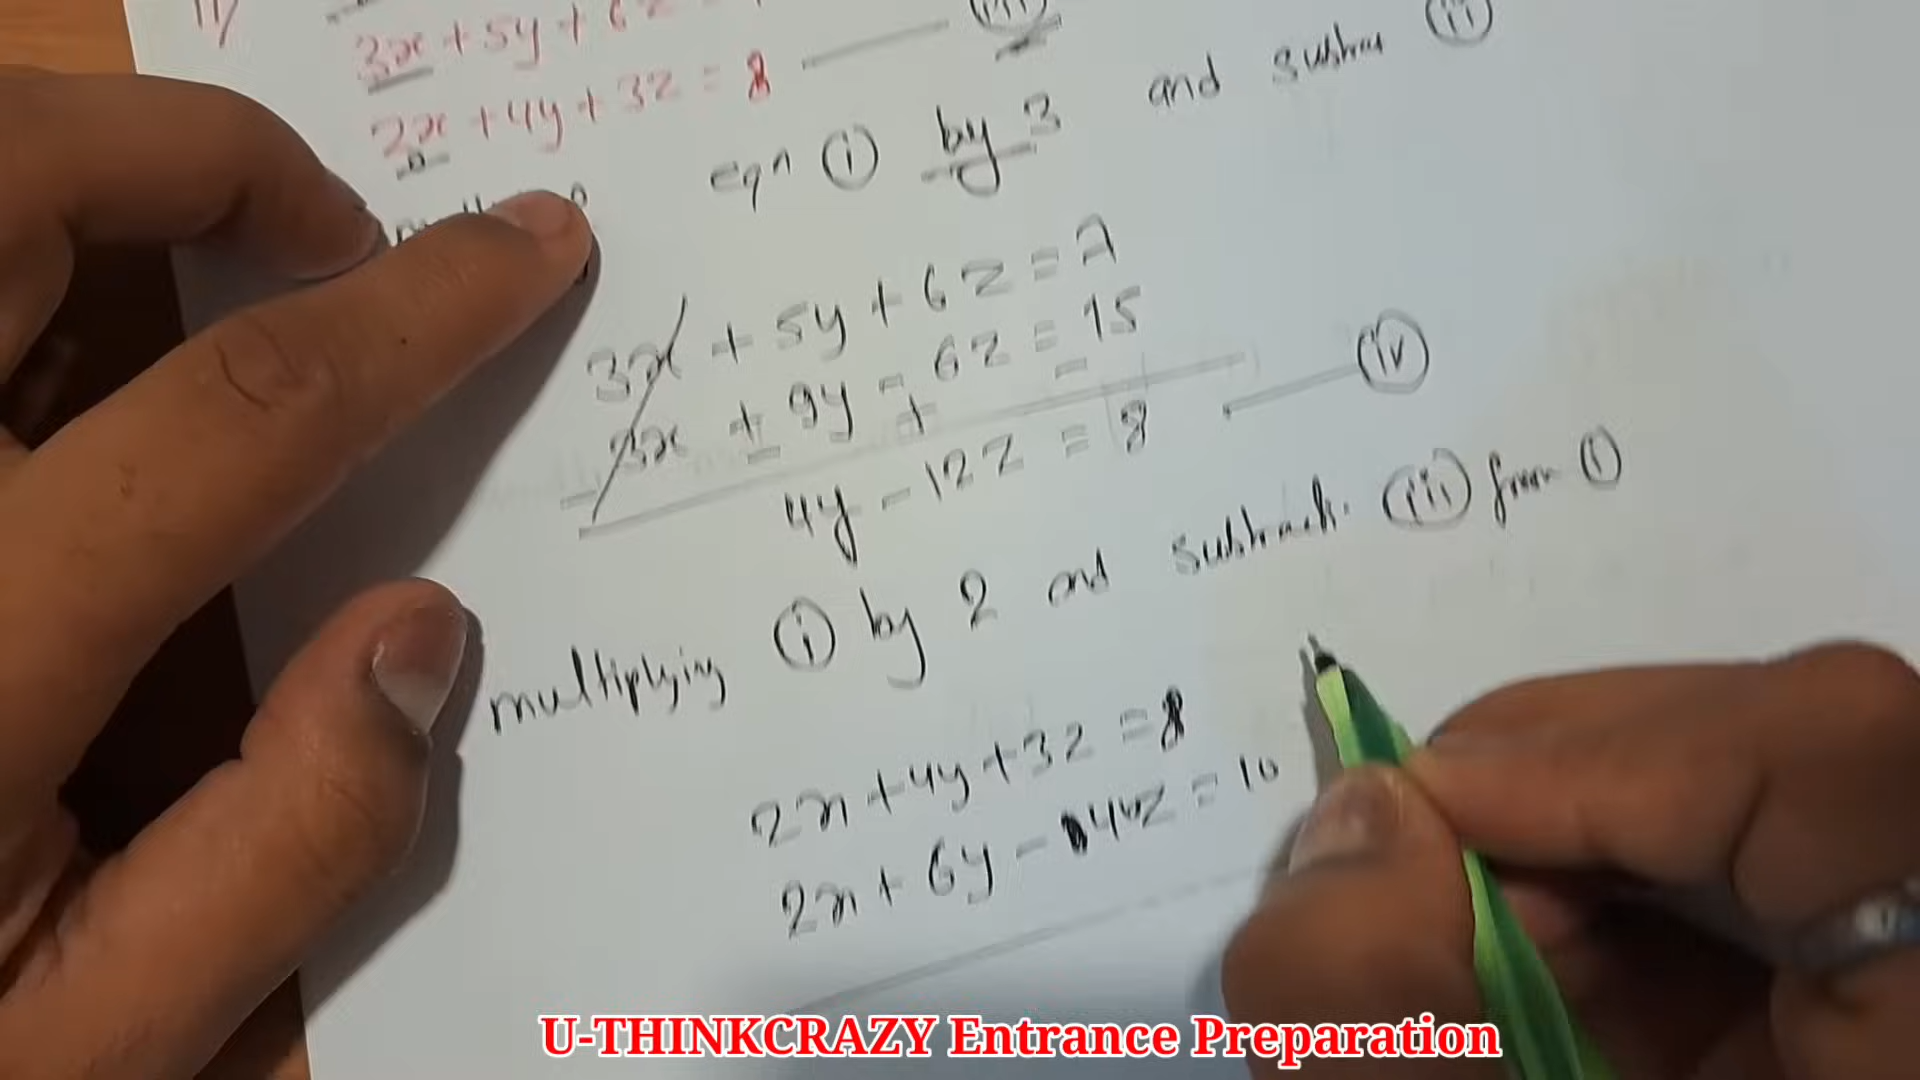 ii)
3x + 5y + 6z =
(iii)
2x + 4y + 3z = 8
eqn (i) by 3 and (ii)
3x + 5y + 6z = 7
3x + 9y - 6z = 15
- - + -
4y - 12z = 8 (iv)
multiplying (i) by 2 and subtract. (iii) from (i)
2x + 4y + 3z = 8
2x + 6y - 4z = 10
U-THINKCRAZY Entrance Preparation